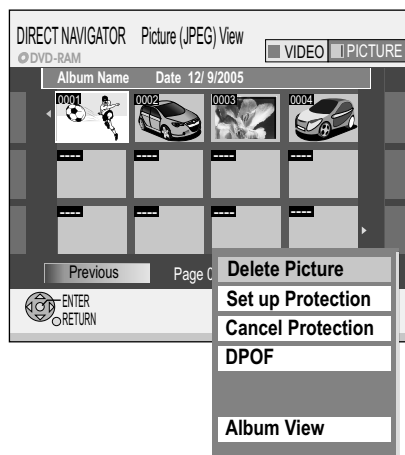 DIRECT NAVIGATOR Picture (JPEG) View
DVD-RAM
VIDEO PICTURE
Album Name Date 12/ 9/2005
0001 0002 0003 0004
---- ---- ---- ----
---- ---- ---- ----
Previous Page 0
ENTER
RETURN
Delete Picture
Set up Protection
Cancel Protection
DPOF
Album View